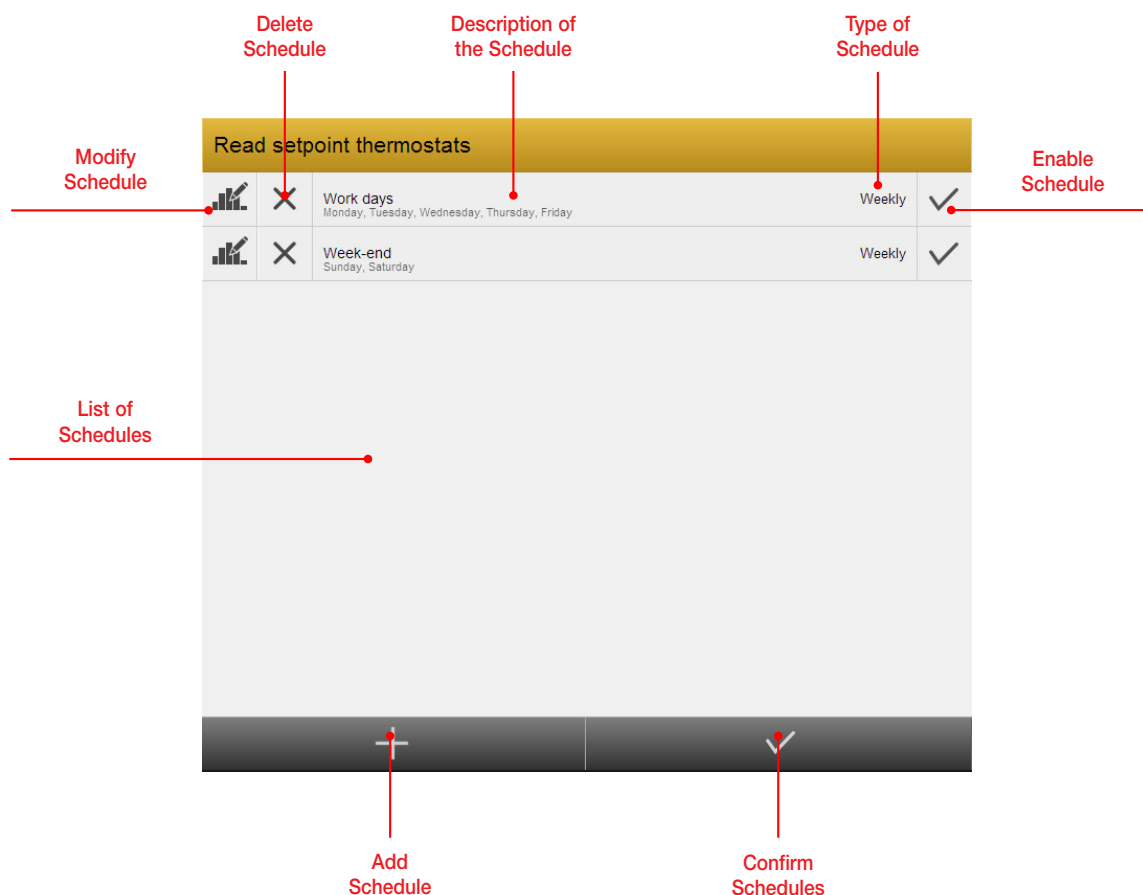 Delete
Schedule
Description of
the Schedule
Type of
Schedule
Modify
Schedule
Enable
Schedule
Read setpoint thermostats
Work days
Monday, Tuesday, Wednesday, Thursday, Friday
Weekly
Week-end
Sunday, Saturday
Weekly
List of
Schedules
Add
Schedule
Confirm
Schedules